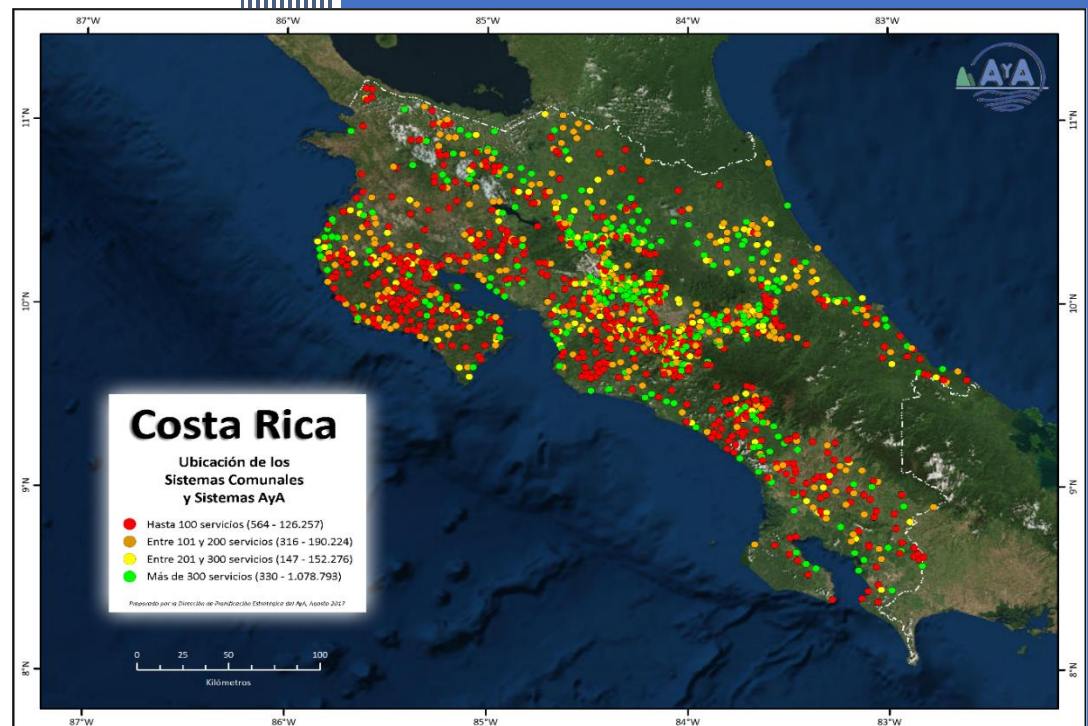 87°W 86°W 85°W 84°W 83°W
AYA
11°N 11°N
10°N 10°N
Costa Rica
Ubicación de los
Sistemas Comunales
y Sistemas AyA
9°N 9°N
Hasta 100 servicios (564 - 126.257)
Entre 101 y 200 servicios (316 - 190.224)
Entre 201 y 300 servicios (147 - 152.276)
Más de 300 servicios (330 - 1.078.793)
Preparado por la Dirección de Planificación Estratégica del AyA, Agosto 2017
0 25 50 100
8°N 8°N
Kilómetros
87°W 86°W 85°W 84°W 83°W